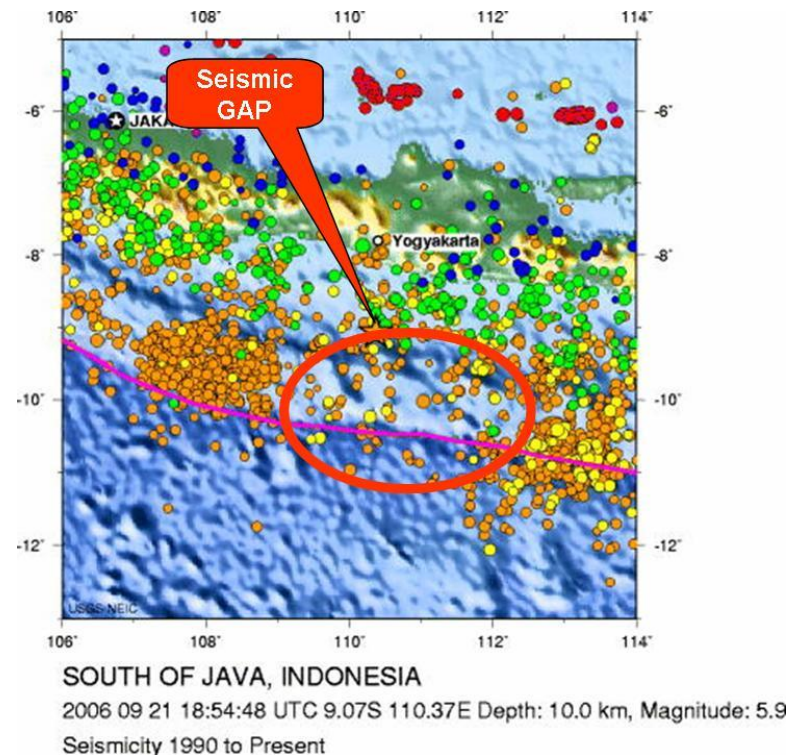 106° 108° 110° 112° 114°
Seismic
GAP
-6° -6°
JAKA
-8° -8°
Yogyakarta
-10° -10°
-12° -12°
USGS NEIC
106° 108° 110° 112° 114°
SOUTH OF JAVA, INDONESIA
2006 09 21 18:54:48 UTC 9.07S 110.37E Depth: 10.0 km, Magnitude: 5.9
Seismicity 1990 to Present